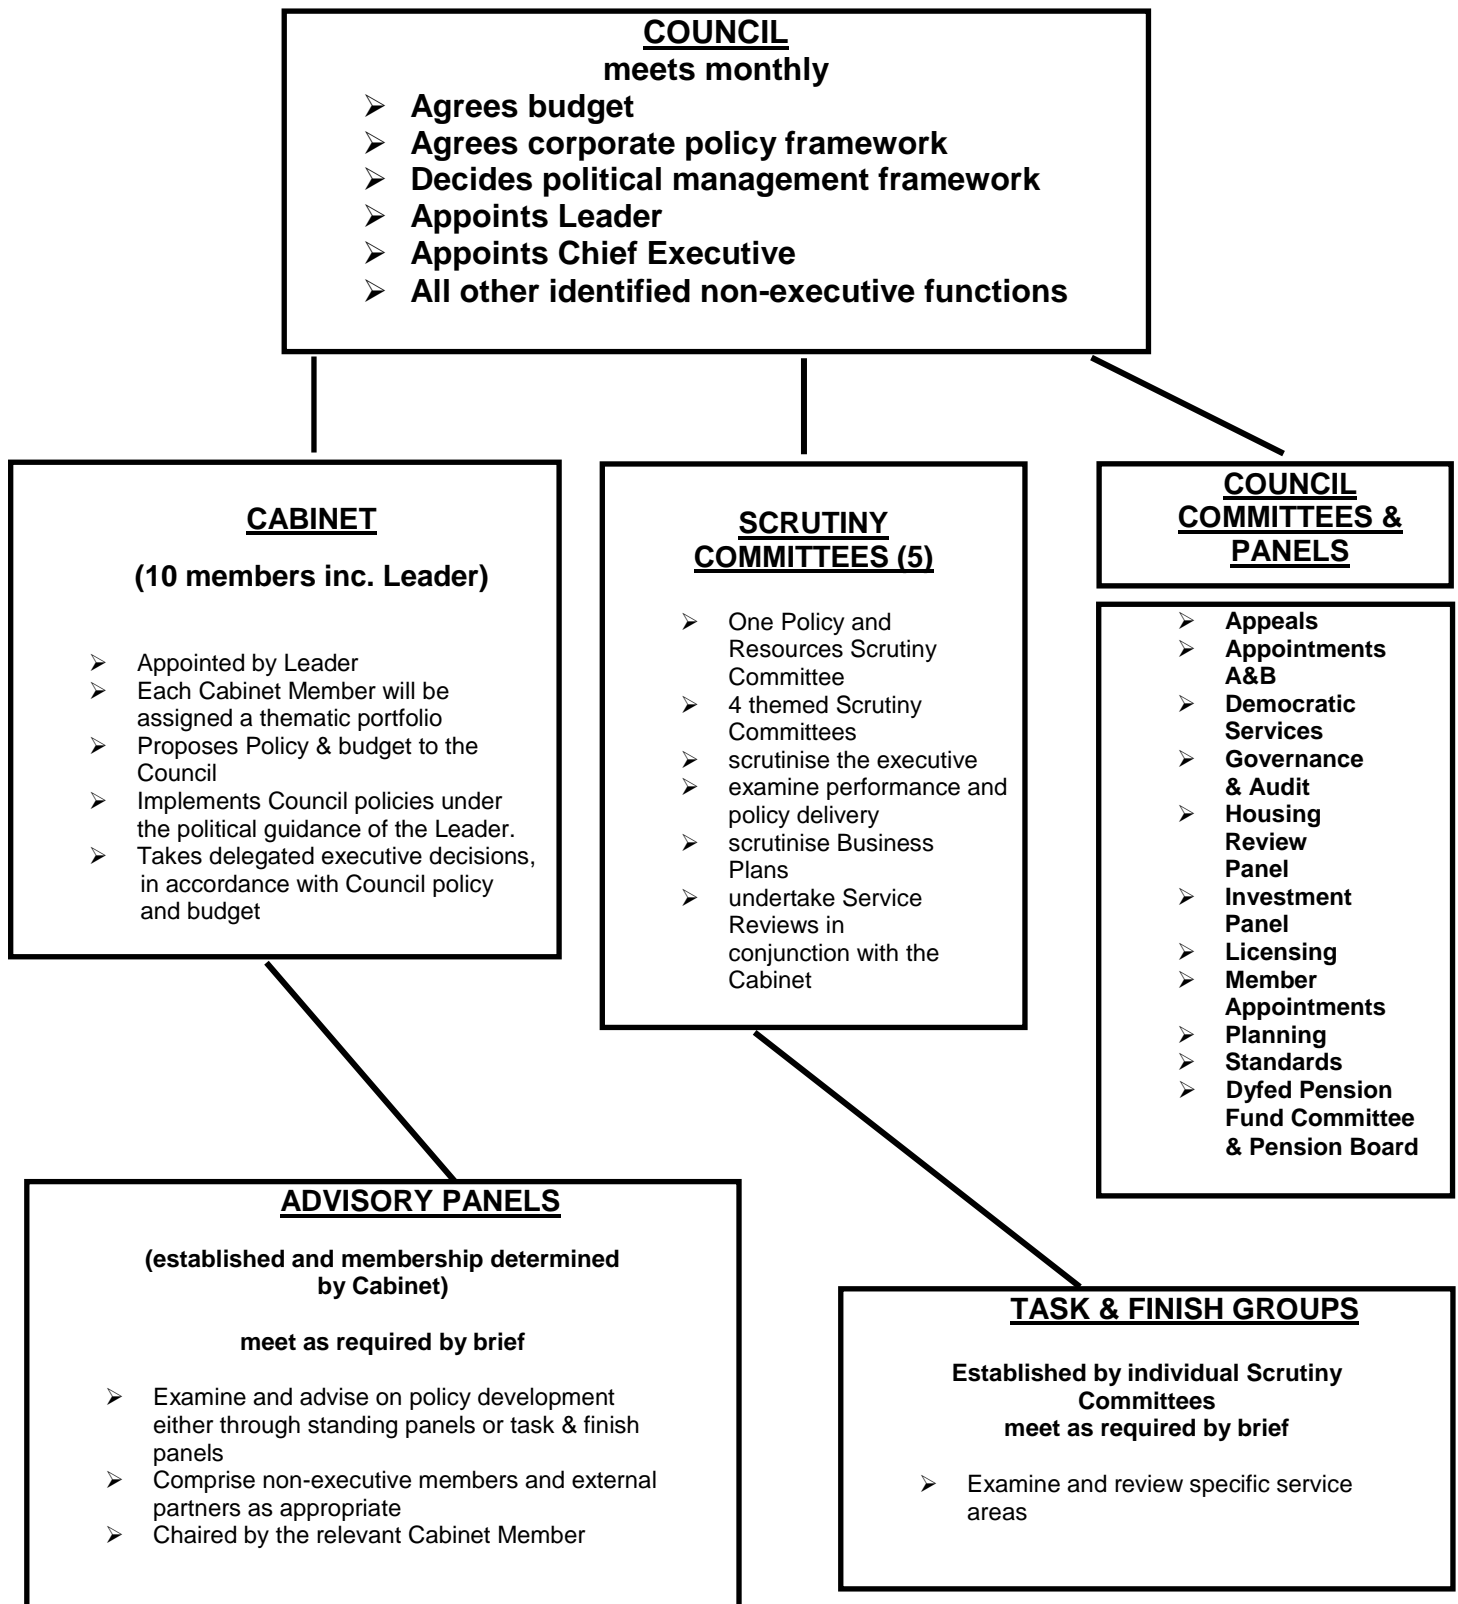 COUNCIL
meets monthly
➢ Agrees budget
➢ Agrees corporate policy framework
➢ Decides political management framework
➢ Appoints Leader
➢ Appoints Chief Executive
➢ All other identified non-executive functions
CABINET
(10 members inc. Leader)
➢ Appointed by Leader
➢ Each Cabinet Member will be
assigned a thematic portfolio
➢ Proposes Policy & budget to the
Council
➢ Implements Council policies under
the political guidance of the Leader.
➢ Takes delegated executive decisions,
in accordance with Council policy
and budget
SCRUTINY
COMMITTEES (5)
➢ One Policy and
Resources Scrutiny
Committee
➢ 4 themed Scrutiny
Committees
➢ scrutinise the executive
➢ examine performance and
policy delivery
➢ scrutinise Business
Plans
➢ undertake Service
Reviews in
conjunction with the
Cabinet
COUNCIL
COMMITTEES &
PANELS
➢ Appeals
➢ Appointments
A&B
➢ Democratic
Services
➢ Governance
& Audit
➢ Housing
Review
Panel
➢ Investment
Panel
➢ Licensing
➢ Member
Appointments
➢ Planning
➢ Standards
➢ Dyfed Pension
Fund Committee
& Pension Board
ADVISORY PANELS
(established and membership determined
by Cabinet)
meet as required by brief
➢ Examine and advise on policy development
either through standing panels or task & finish
panels
➢ Comprise non-executive members and external
partners as appropriate
➢ Chaired by the relevant Cabinet Member
TASK & FINISH GROUPS
Established by individual Scrutiny
Committees
meet as required by brief
➢ Examine and review specific service
areas